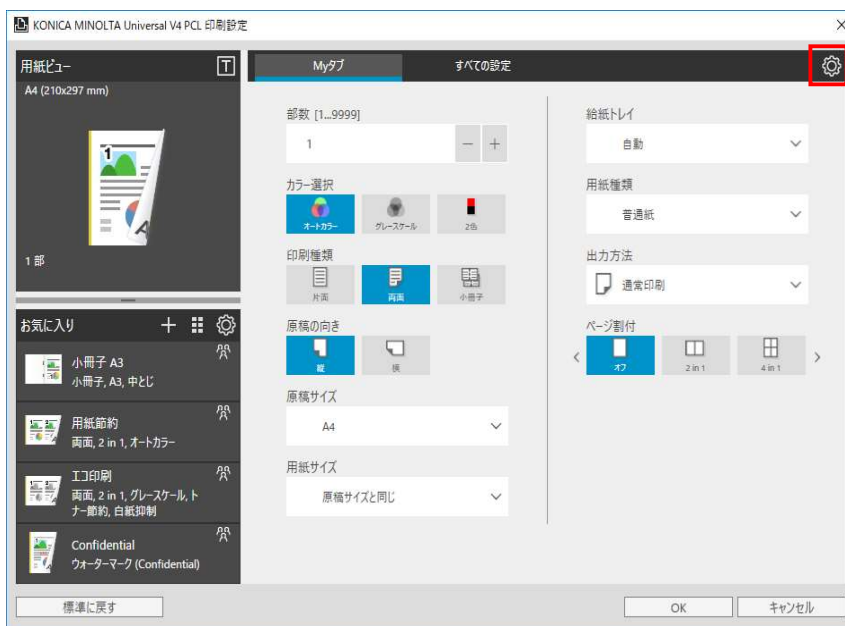 KONICA MINOLTA Universal V4 PCL 印刷設定
用紙ビュー
A4 (210x297 mm)
1
A
1 部
お気に入り
小冊子 A3
小冊子, A3, 中とじ
用紙節約
両面, 2 in 1, オートカラー
エコ印刷
両面, 2 in 1, グレースケール, ト
ナー節約, 白紙抑制
Confidential
ウォーターマーク (Confidential)
標準に戻す
Myタブ
すべての設定
部数 [1...9999]
1
カラー選択
オートカラー
グレースケール
2色
印刷種類
片面
両面
小冊子
原稿の向き
縦
横
原稿サイズ
A4
用紙サイズ
原稿サイズと同じ
給紙トレイ
自動
用紙種類
普通紙
出力方法
通常印刷
ページ割付
オフ
2 in 1
4 in 1
OK
キャンセル